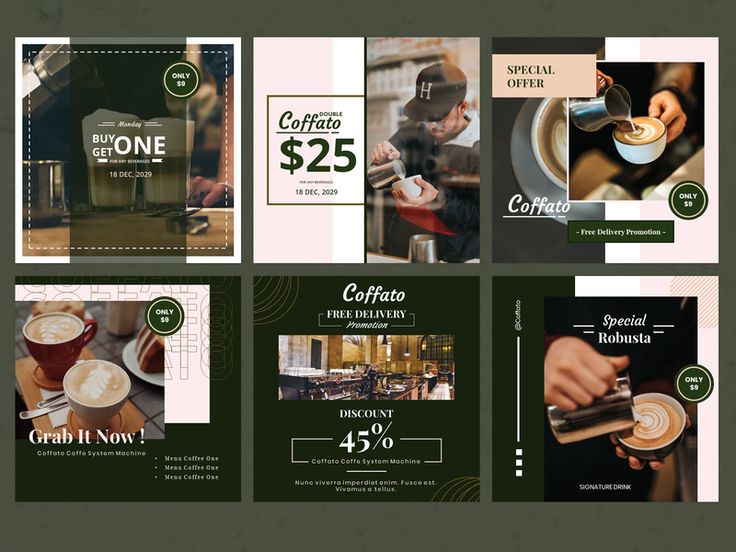 ONLY
$9
Monday
BUY
GET
ONE
FOR ANY BEVERAGES
18 DEC, 2029
DOUBLE
Coffato
$25
FOR ANY BEVERAGES
18 DEC, 2029
H
SPECIAL
OFFER
Coffato
ONLY
$9
- Free Delivery Promotion -
COFFATO
COFFATO
COFFATO
COFFATO
ONLY
$9
Grab It Now !
Coffato Coffe System Machine
• Menu Coffee One
• Menu Coffee One
• Menu Coffee One
Coffato
FREE DELIVERY
Promotion
DISCOUNT
45%
Coffato Coffe System Machine
Nunc viverra imperdiet enim. Fusce est.
Vivamus a tellus.
@Coffato
Special
Robusta
ONLY
$9
SIGNATURE DRINK